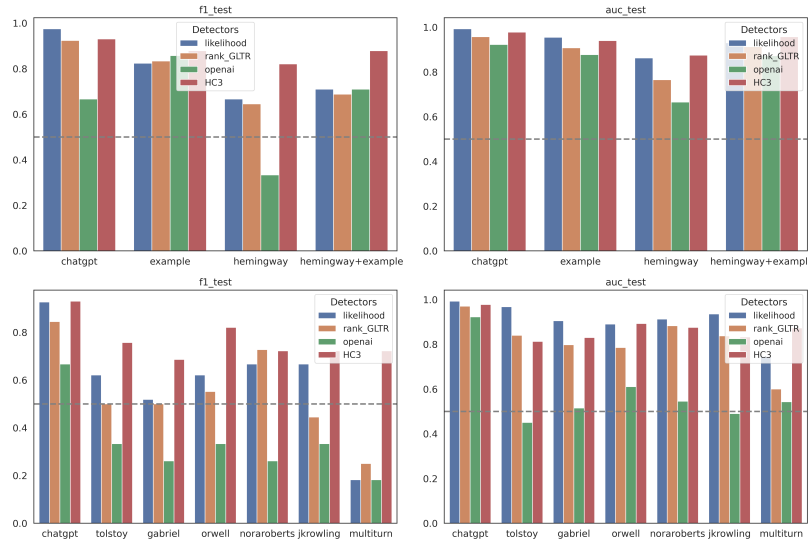 f1_test
1.0
0.8
0.6
0.4
0.2
0.0
Detectors
likelihood
rank_GLTR
openai
HC3
chatgpt example hemingway hemingway+example
auc_test
1.0
0.8
0.6
0.4
0.2
0.0
Detectors
likelihood
rank_GLTR
openai
HC3
chatgpt example hemingway hemingway+exampl
f1_test
0.8
0.6
0.4
0.2
0.0
Detectors
likelihood
rank_GLTR
openai
HC3
chatgpt tolstoy gabriel orwell noraroberts jkrowling multiturn
auc_test
1.0
0.8
0.6
0.4
0.2
0.0
Detectors
likelihood
rank_GLTR
openai
HC3
chatgpt tolstoy gabriel orwell noraroberts jkrowling multiturn